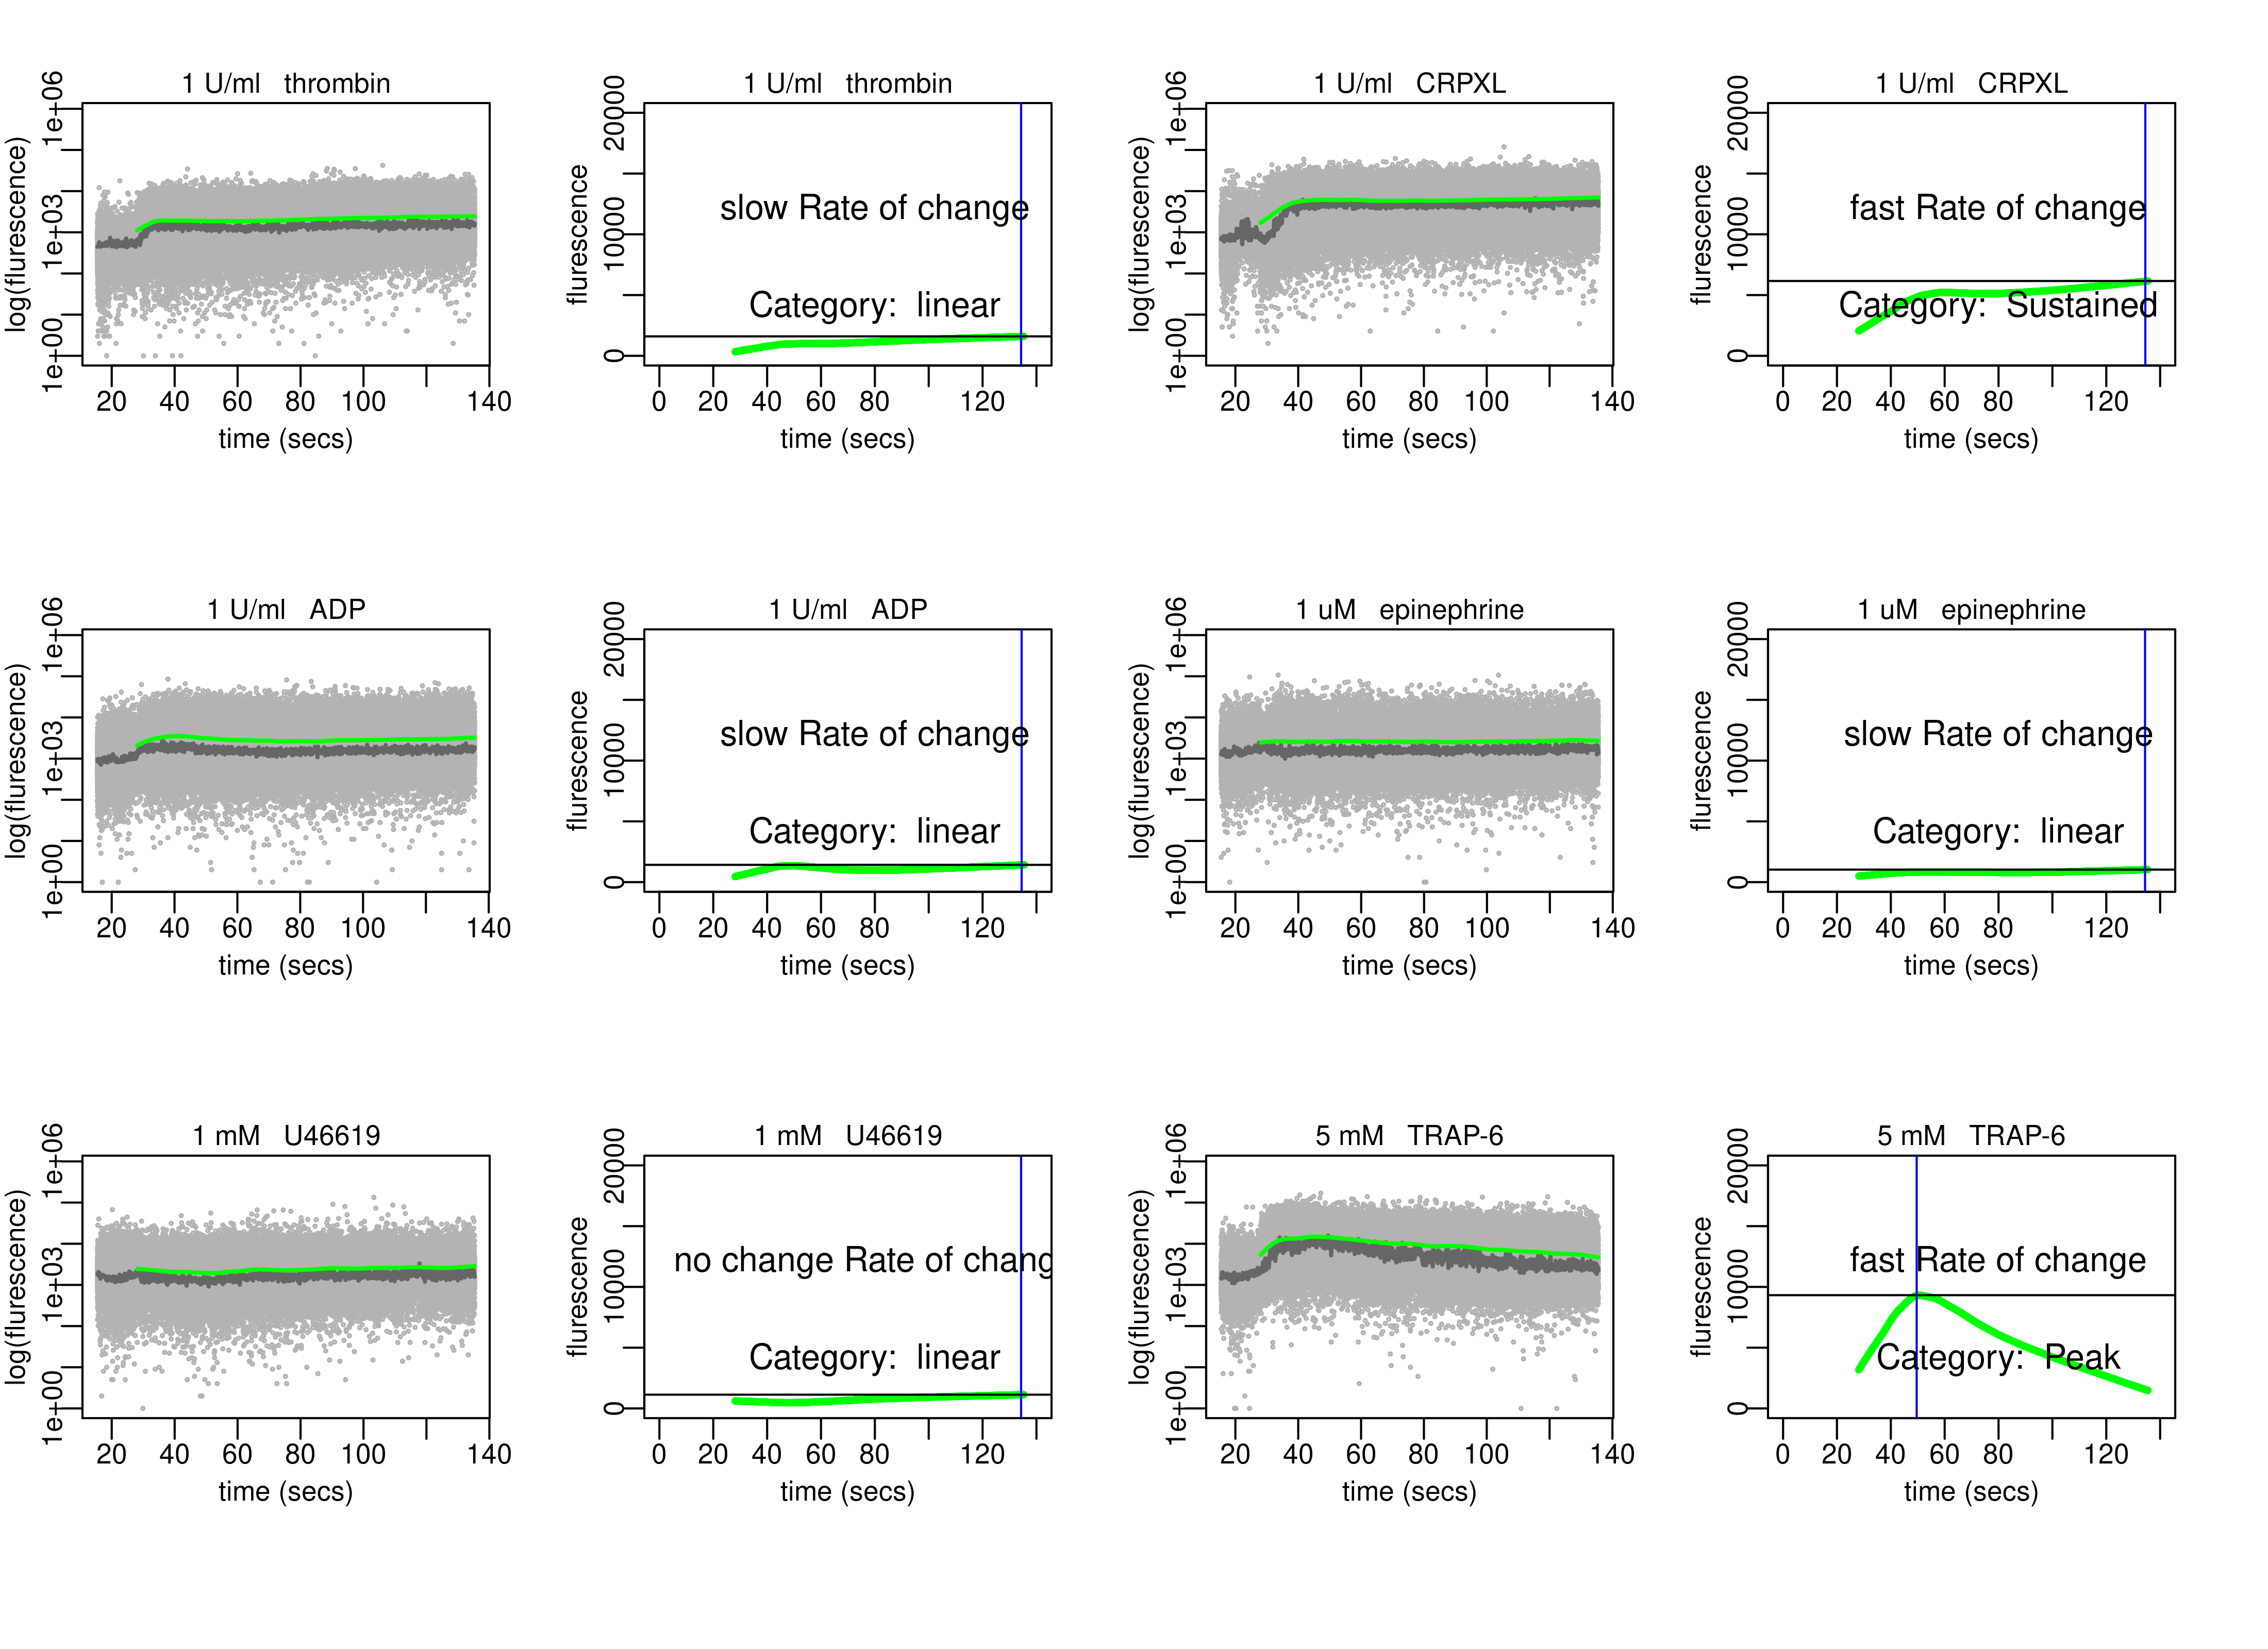 1 U/ml thrombin
log(flurescence)
1e+00 1e+03 1e+06
20 40 60 80 100 140
time (secs)
1 U/ml thrombin
flurescence
0 10000 20000
slow Rate of change
Category: linear
0 20 40 60 80 120
time (secs)
1 U/ml CRPXL
log(flurescence)
1e+00 1e+03 1e+06
20 40 60 80 100 140
time (secs)
1 U/ml CRPXL
flurescence
0 10000 20000
fast Rate of change
Category: Sustained
0 20 40 60 80 120
time (secs)
1 U/ml ADP
log(flurescence)
1e+00 1e+03 1e+06
20 40 60 80 100 140
time (secs)
1 U/ml ADP
flurescence
0 10000 20000
slow Rate of change
Category: linear
0 20 40 60 80 120
time (secs)
1 uM epinephrine
log(flurescence)
1e+00 1e+03 1e+06
20 40 60 80 100 140
time (secs)
1 uM epinephrine
flurescence
0 10000 20000
slow Rate of change
Category: linear
0 20 40 60 80 120
time (secs)
1 mM U46619
log(flurescence)
1e+00 1e+03 1e+06
20 40 60 80 100 140
time (secs)
1 mM U46619
flurescence
0 10000 20000
no change Rate of chang
Category: linear
0 20 40 60 80 120
time (secs)
5 mM TRAP-6
log(flurescence)
1e+00 1e+03 1e+06
20 40 60 80 100 140
time (secs)
5 mM TRAP-6
flurescence
0 10000 20000
fast Rate of change
Category: Peak
0 20 40 60 80 120
time (secs)